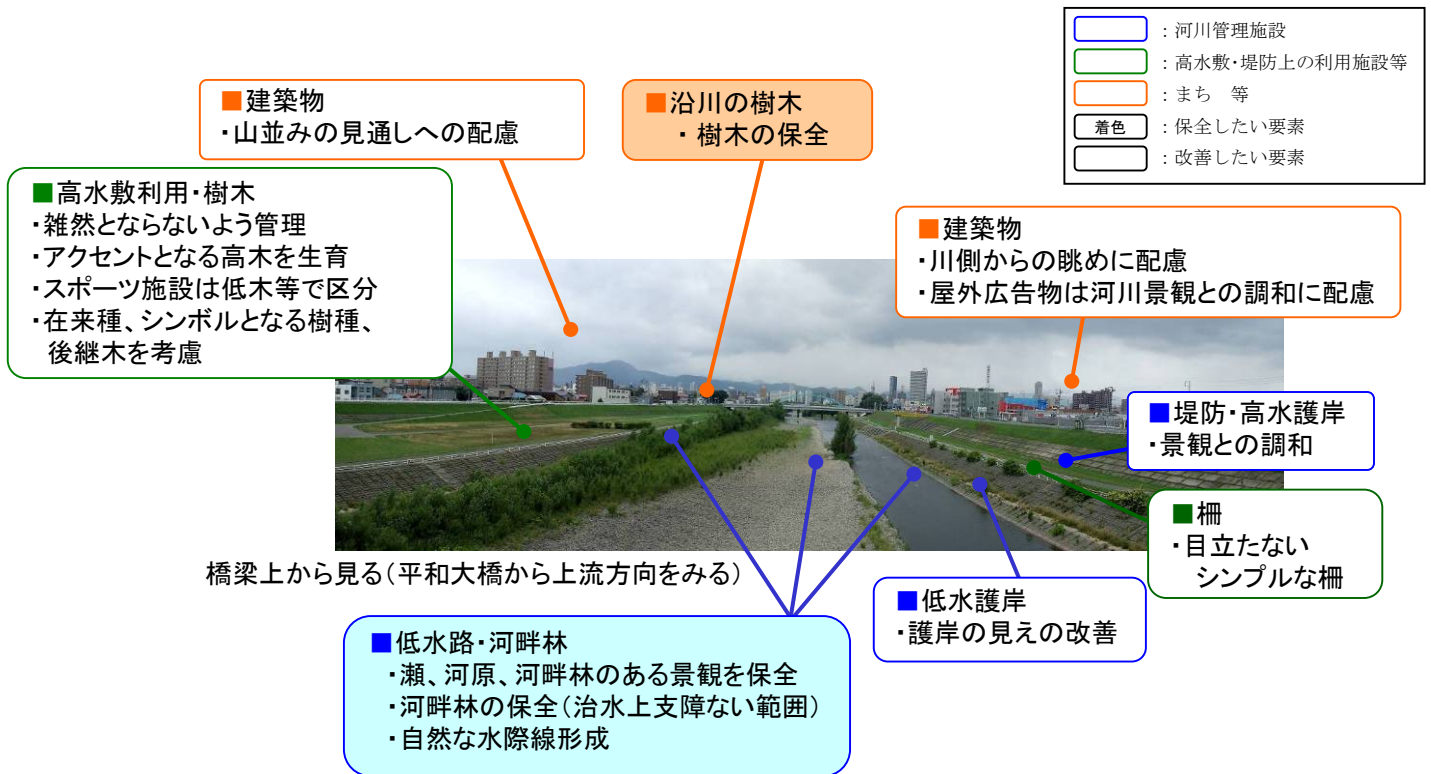 ：河川管理施設
：高水敷・堤防上の利用施設等
：まち　等
着色 ：保全したい要素
：改善したい要素
■建築物
・山並みの見通しへの配慮
■沿川の樹木
・樹木の保全
■高水敷利用・樹木
・雑然とならないよう管理
・アクセントとなる高木を生育
・スポーツ施設は低木等で区分
・在来種、シンボルとなる樹種、
後継木を考慮
■建築物
・川側からの眺めに配慮
・屋外広告物は河川景観との調和に配慮
■堤防・高水護岸
・景観との調和
■柵
・目立たない
シンプルな柵
橋梁上から見る（平和大橋から上流方向をみる）
■低水護岸
・護岸の見えの改善
■低水路・河畔林
・瀬、河原、河畔林のある景観を保全
・河畔林の保全（治水上支障ない範囲）
・自然な水際線形成